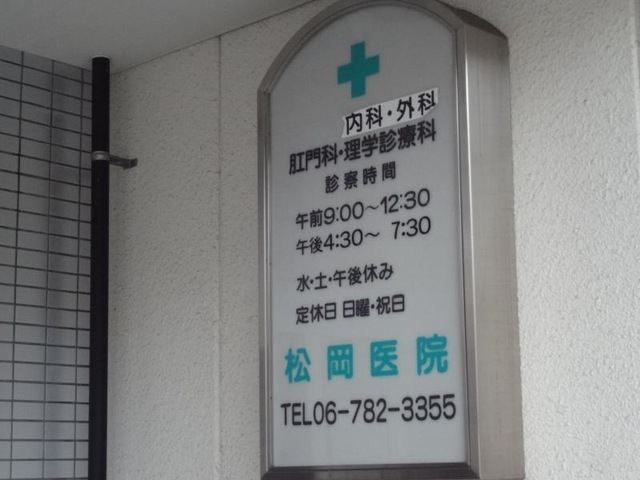 内科・外科
肛門科・理学診療科
診察時間
午前9:00〜12:30
午後4:30〜 7:30
水・土・午後休み
定休日 日曜・祝日
松岡医院
TEL06-782-3355